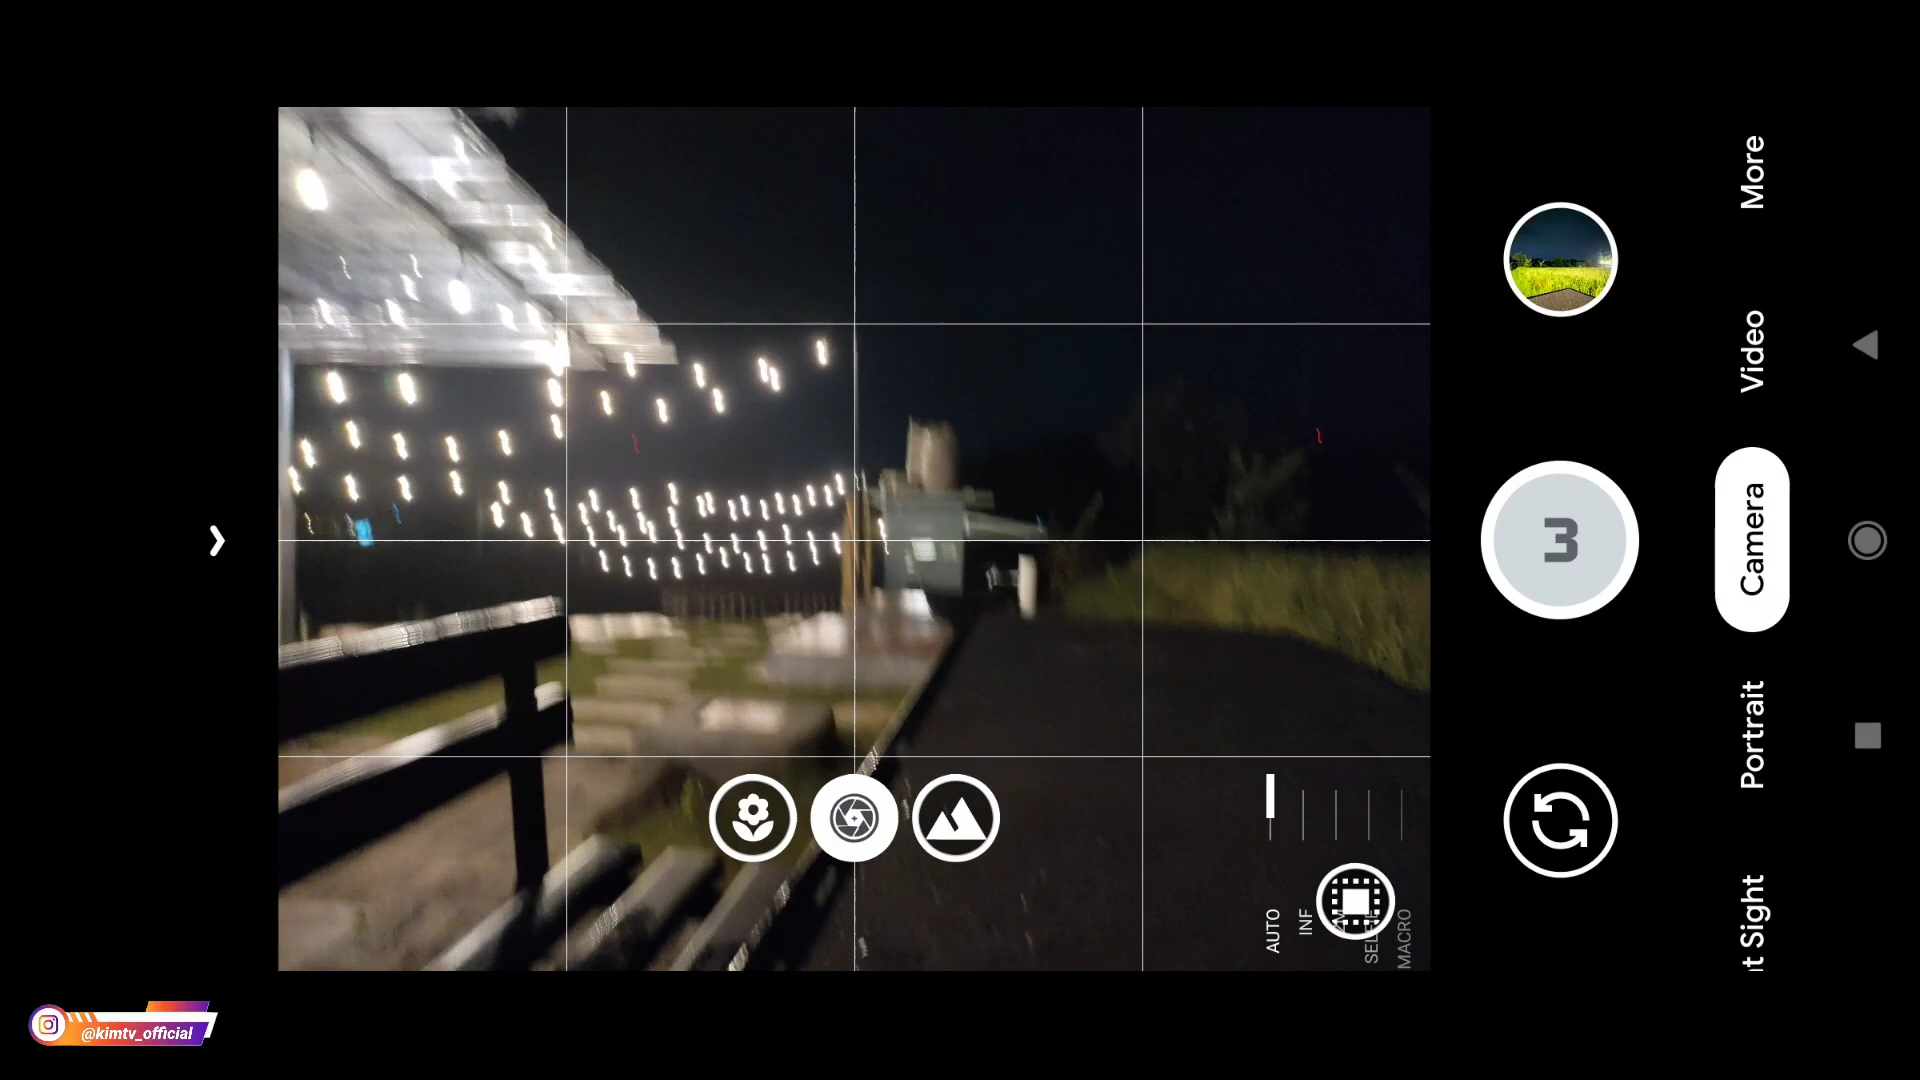 More
Video
Camera
Portrait
t Sight
3
AUTO
INF
MACRO
@kimtv_official